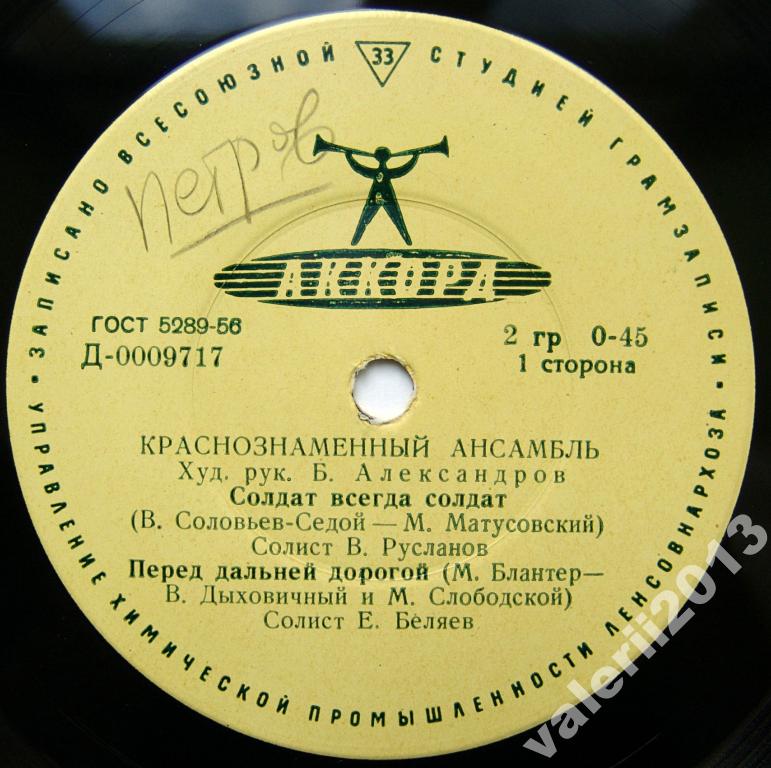 ЗАПИСАНО ВСЕСОЮЗНОЙ 33 СТУДИЕЙ ГРАМЗАПИСИ
Петров
АККОРД
ГОСТ 5289-56
2 гр 0-45
Д-0009717
1 сторона
КРАСНОЗНАМЕННЫЙ АНСАМБЛЬ
Худ. рук. Б. Александров
Солдат всегда солдат
(В. Соловьев-Седой — М. Матусовский)
Солист В. Русланов
Перед дальней дорогой (М. Блантер—
В. Дыховичный и М. Слободской)
Солист Е. Беляев
УПРАВЛЕНИЕ ХИМИЧЕСКОЙ ПРОМЫШЛЕННОСТИ ЛЕНСОВНАРХОЗА
valerii2013